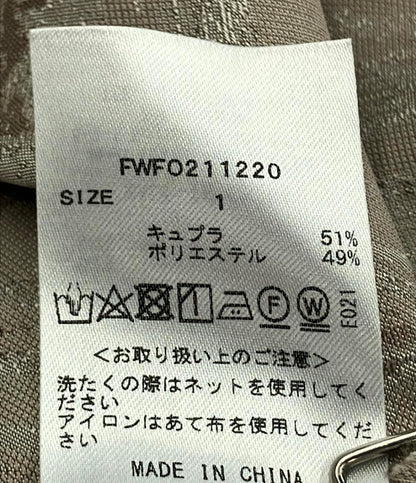 FWF0211220
SIZE 1
キュプラ 51%
ポリエステル 49%
F W E021
<お取り扱い上のご注意>
洗たくの際はネットを使用してく
ださい
アイロンはあて布を使用してくだ
さい
MADE IN CHINA